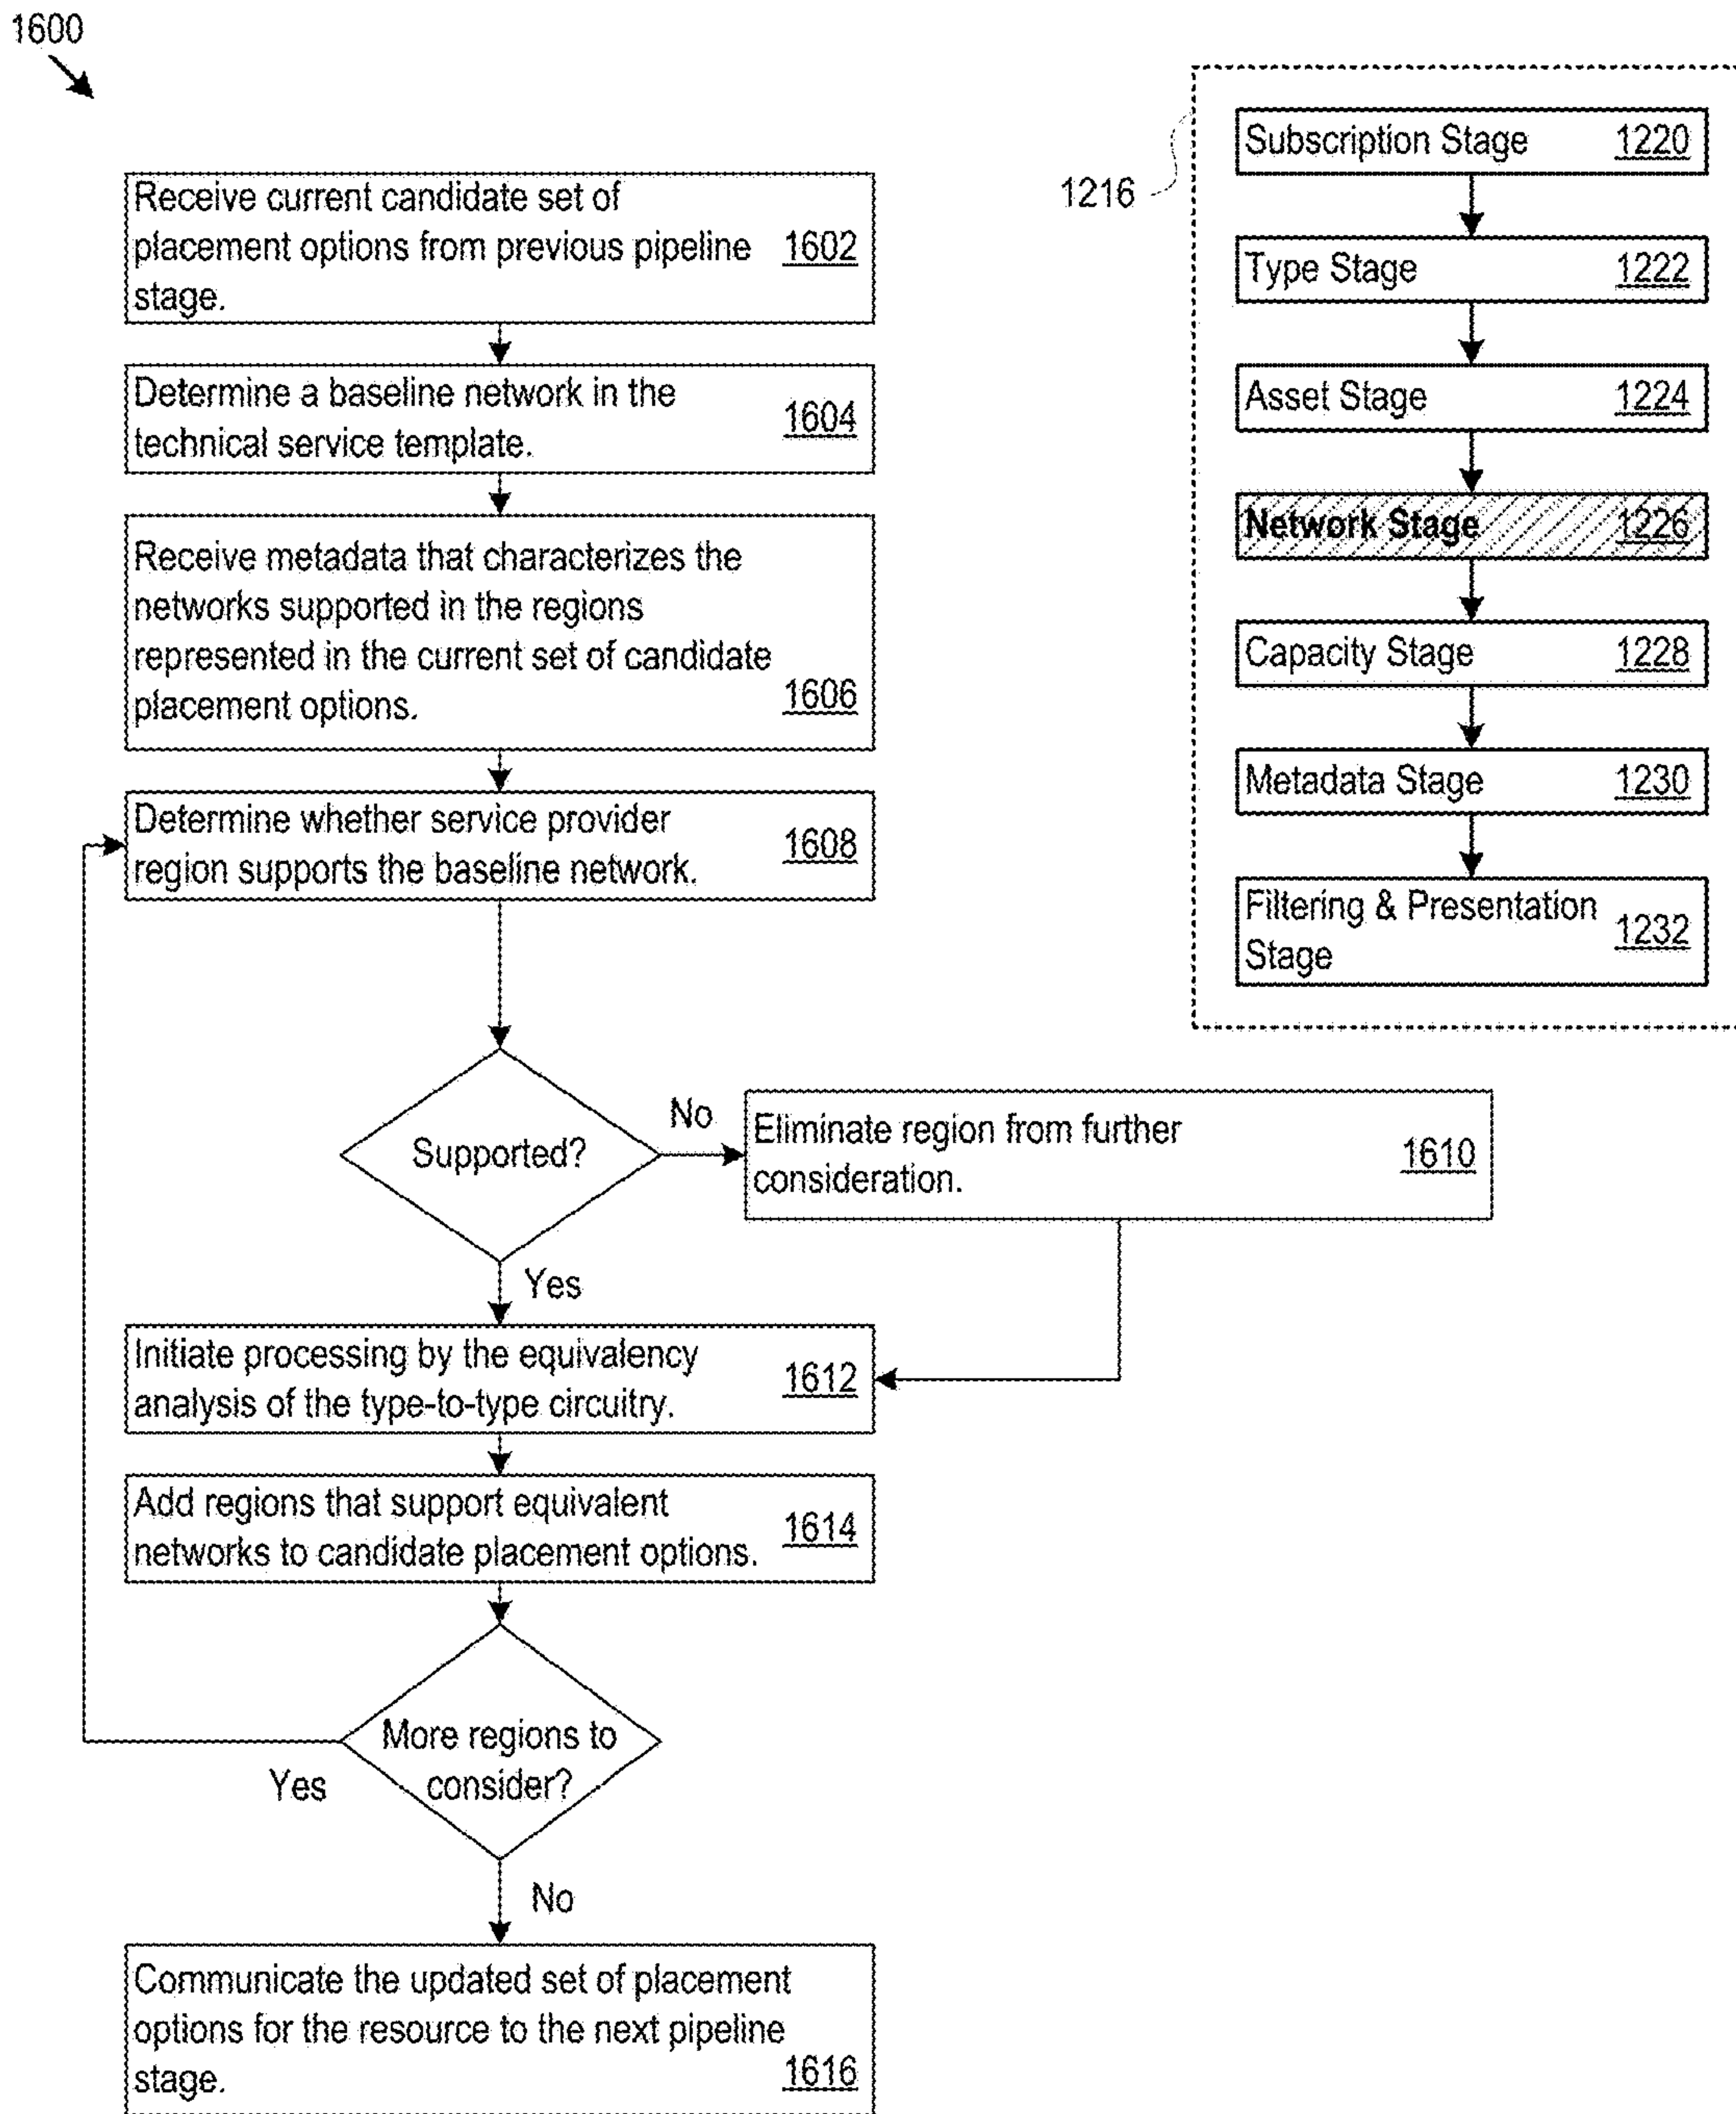 1600
Receive current candidate set of
placement options from previous pipeline 1602
stage.
Determine a baseline network in the
technical service template. 1604
Receive metadata that characterizes the
networks supported in the regions
represented in the current set of candidate
placement options. 1606
Determine whether service provider
region supports the baseline network. 1608
Supported?
No
Eliminate region from further
consideration. 1610
Yes
Initiate processing by the equivalency
analysis of the type-to-type circuitry. 1612
Add regions that support equivalent
networks to candidate placement options. 1614
More regions to
consider?
Yes
No
Communicate the updated set of placement
options for the resource to the next pipeline
stage. 1616
1216
Subscription Stage 1220
Type Stage 1222
Asset Stage 1224
Network Stage 1226
Capacity Stage 1228
Metadata Stage 1230
Filtering & Presentation
Stage 1232